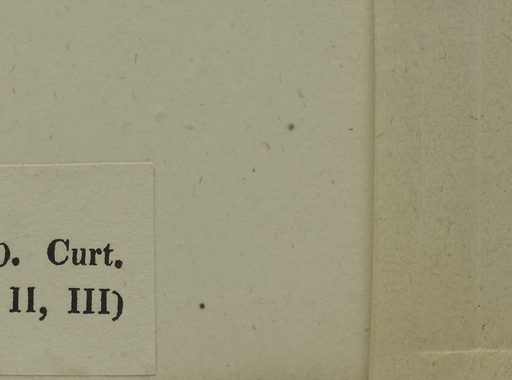 ). Curt.
II, III)